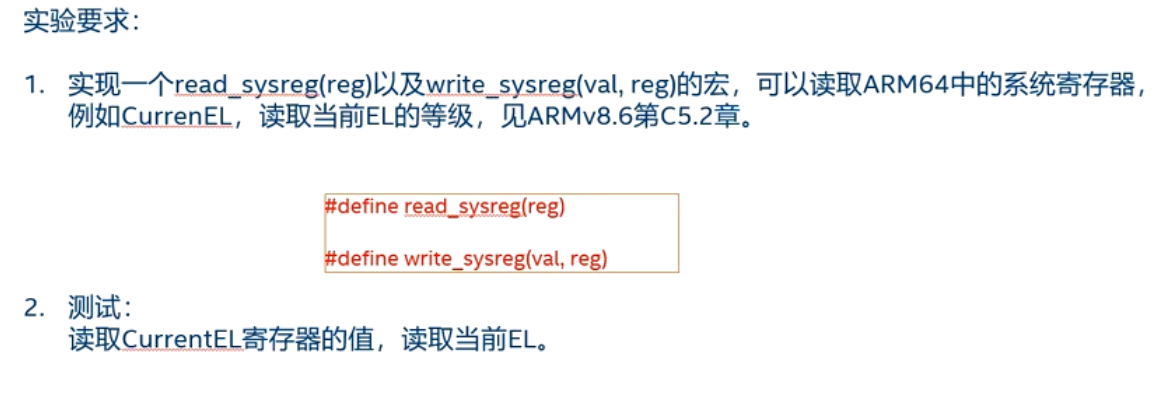 实验要求：
1. 实现一个read_sysreg(reg)以及write_sysreg(val, reg)的宏，可以读取ARM64中的系统寄存器，
例如CurrenEL，读取当前EL的等级，见ARMv8.6第C5.2章。
#define read_sysreg(reg)
#define write_sysreg(val, reg)
2. 测试：
读取CurrentEL寄存器的值，读取当前EL。